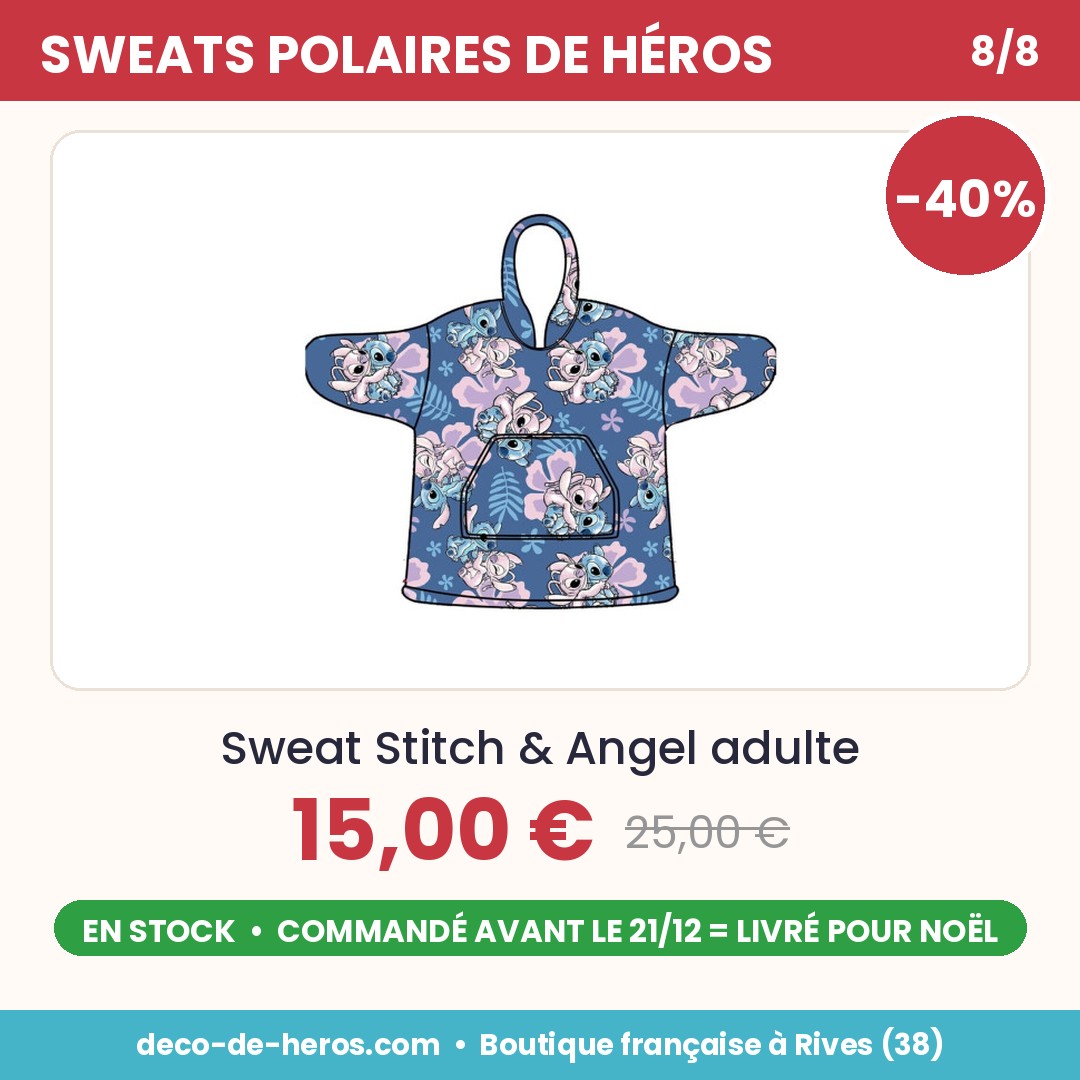 SWEATS POLAIRES DE HÉROS
8/8
-40%
Sweat Stitch & Angel adulte
15,00 € 25,00 €
EN STOCK • COMMANDÉ AVANT LE 21/12 = LIVRÉ POUR NOËL
deco-de-heros.com • Boutique française à Rives (38)